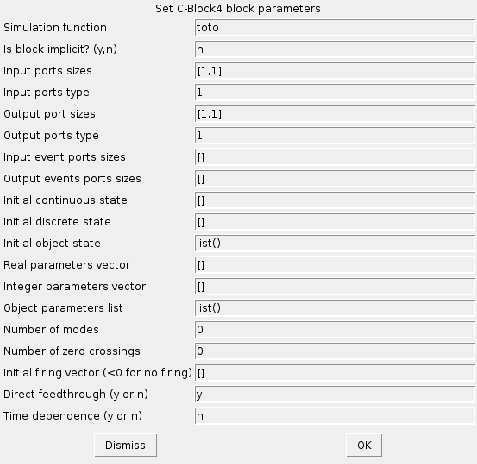 Set C-Block4 block parameters
Simulation function toto
Is block implicit? (y,n) n
Input ports sizes [1,1]
Input ports type 1
Output port sizes [1,1]
Output ports type 1
Input event ports sizes []
Output events ports sizes []
Initial continuous state []
Initial discrete state []
Initial object state list()
Real parameters vector []
Integer parameters vector []
Object parameters list list()
Number of modes 0
Number of zero crossings 0
Initial firing vector (<0 for no firing) []
Direct feedthrough (y or n) y
Time dependence (y or n) n
Dismiss OK